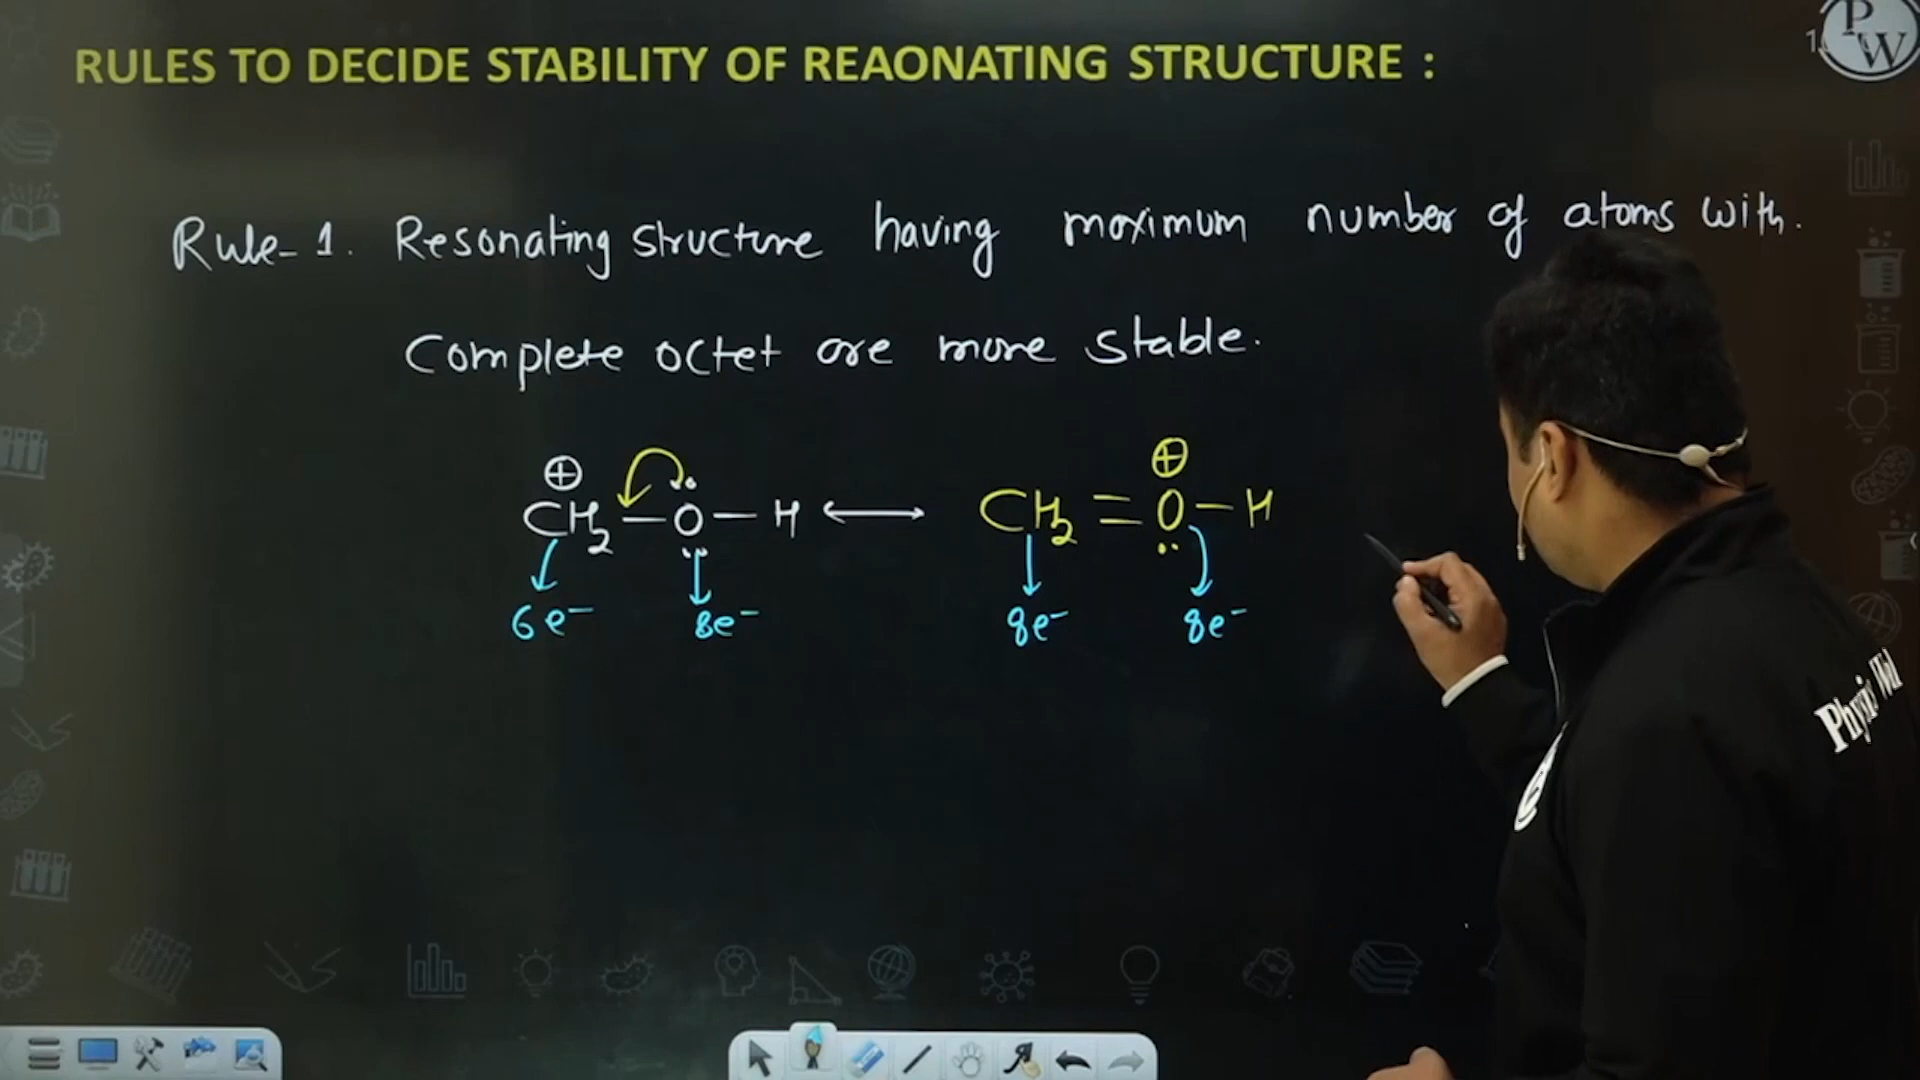 RULES TO DECIDE STABILITY OF REAONATING STRUCTURE :
PW
Rule-1. Resonating structure having maximum number of atoms with.
Complete octet are more stable.
⊕ ⊕
CH₂ — O — H ⟷ CH₂ = O — H
6e⁻ 8e⁻ 8e⁻ 8e⁻